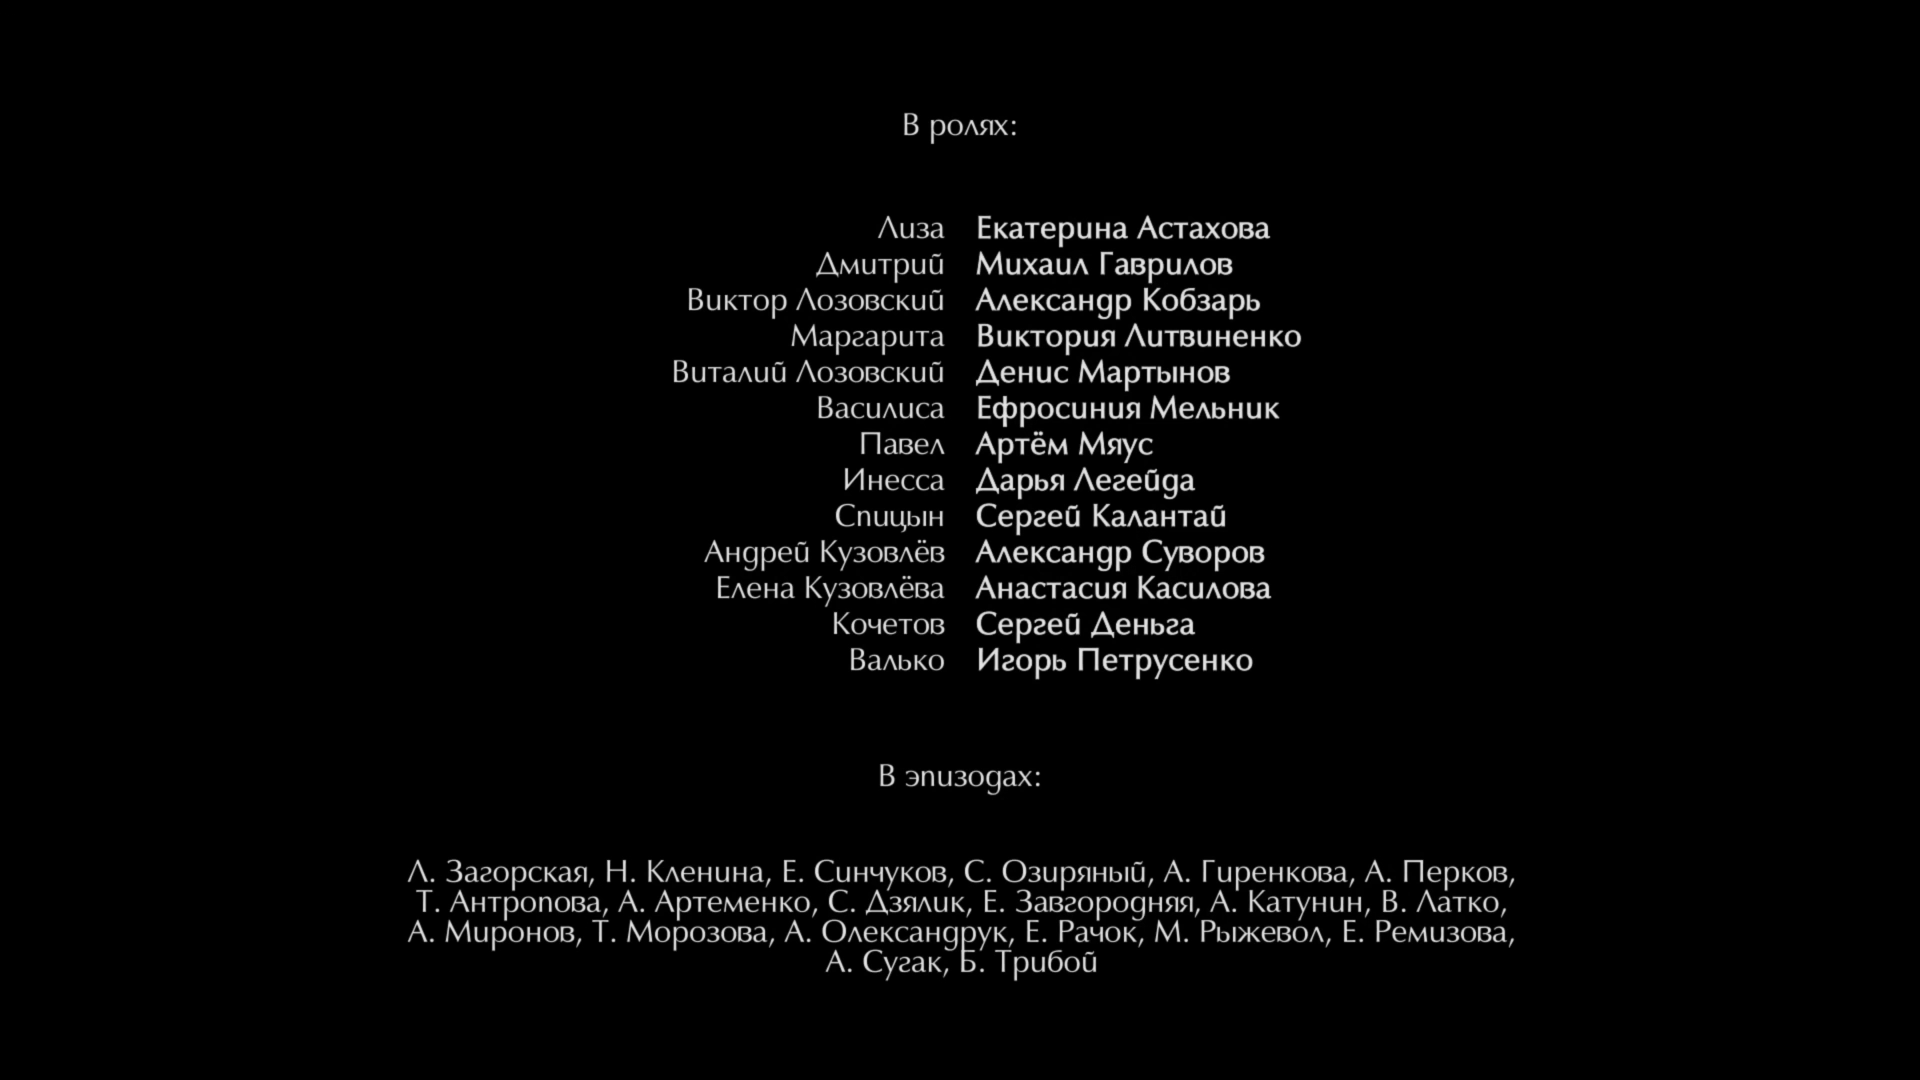 В ролях:
Лиза Екатерина Астахова
Дмитрий Михаил Гаврилов
Виктор Лозовский Александр Кобзарь
Маргарита Виктория Литвиненко
Виталий Лозовский Денис Мартынов
Василиса Ефросиния Мельник
Павел Артём Мяус
Инесса Дарья Легейда
Спицын Сергей Калантай
Андрей Кузовлёв Александр Суворов
Елена Кузовлёва Анастасия Касилова
Кочетов Сергей Деньга
Валько Игорь Петрусенко
В эпизодах:
Л. Загорская, Н. Кленина, Е. Синчуков, С. Озиряный, А. Гиренкова, А. Перков,
Т. Антропова, А. Артеменко, С. Дзялик, Е. Завгородняя, А. Катунин, В. Латко,
А. Миронов, Т. Морозова, А. Олександрук, Е. Рачок, М. Рыжевол, Е. Ремизова,
А. Сугак, Б. Трибой